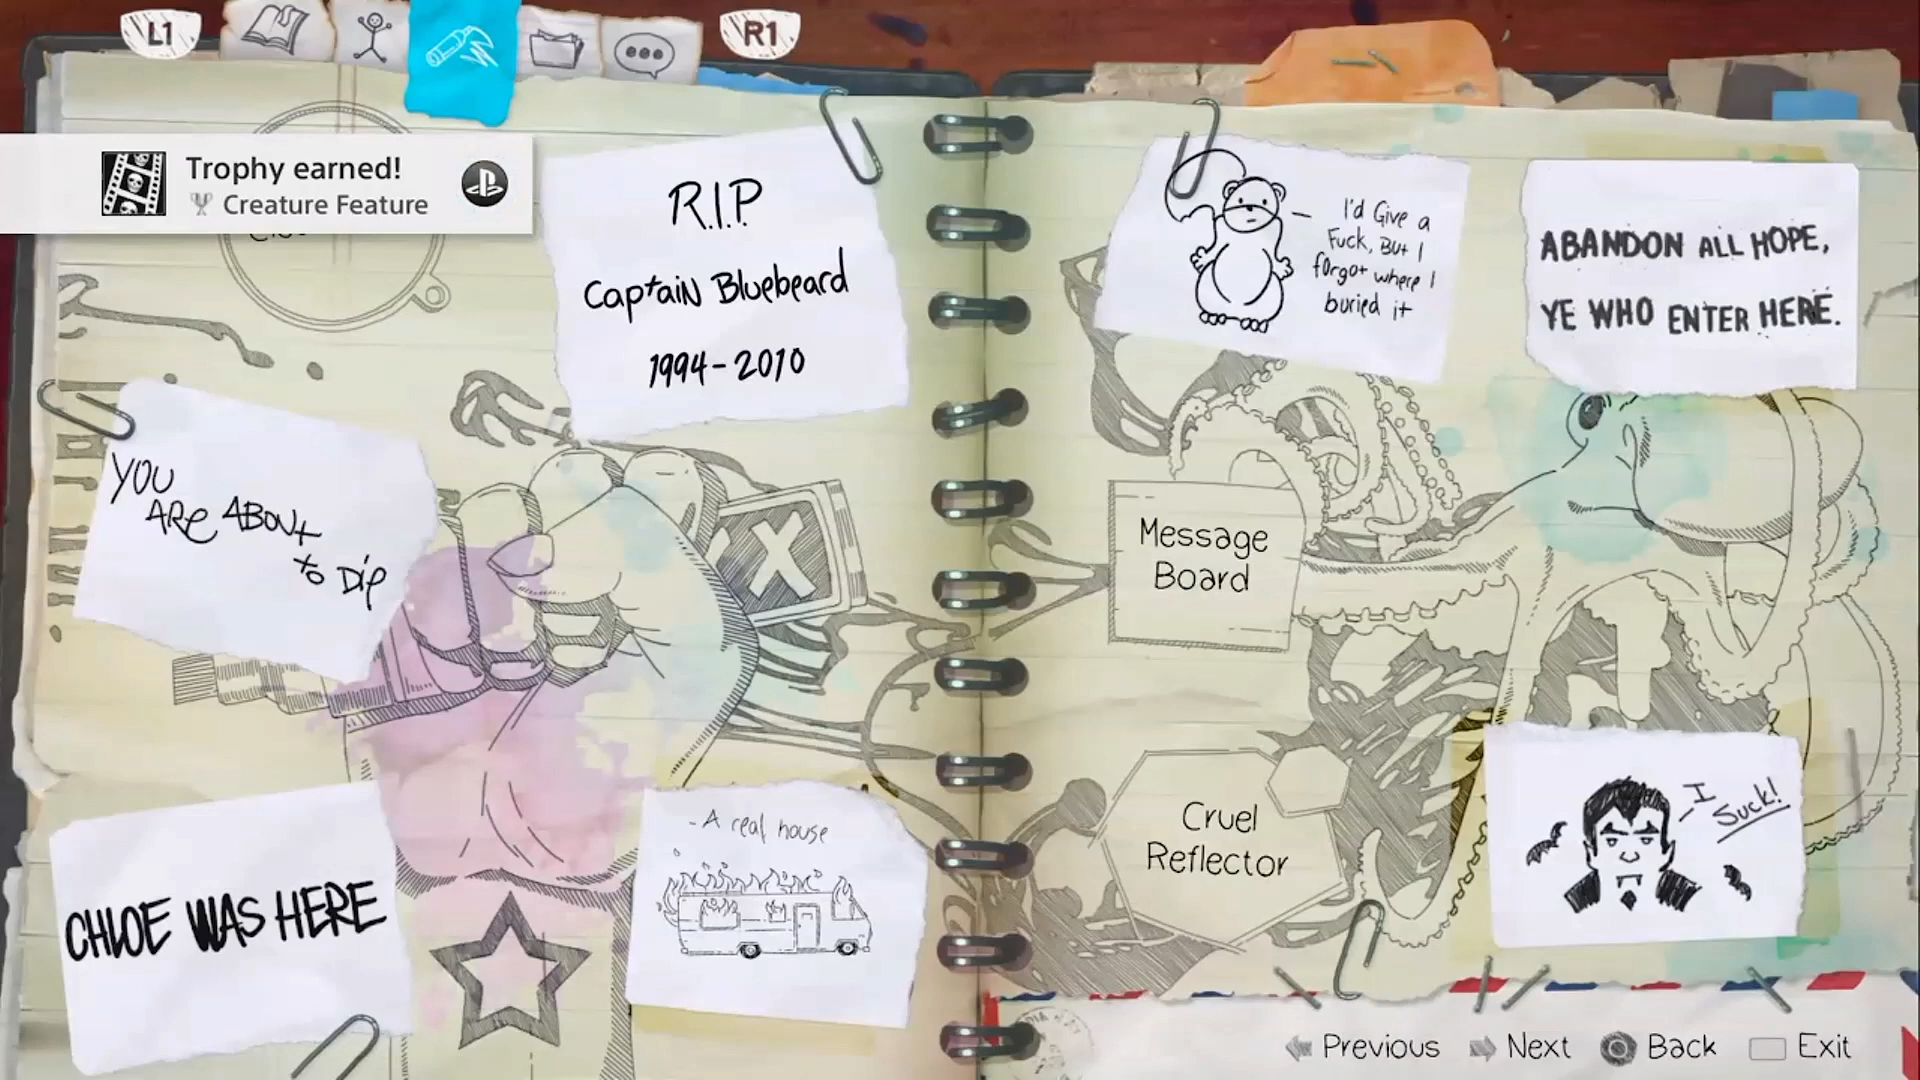 L1
R1
Trophy earned!
Creature Feature
R.I.P
Captain Bluebeard
1994-2010
YOU
ARE ABOUT
to Dip
CHLOE WAS HERE
- A real house
I'd Give a
Fuck, But I
forgot where I
buried it
ABANDON ALL HOPE,
YE WHO ENTER HERE.
X
Message
Board
Cruel
Reflector
I
Suck!
Previous
Next
Back
Exit